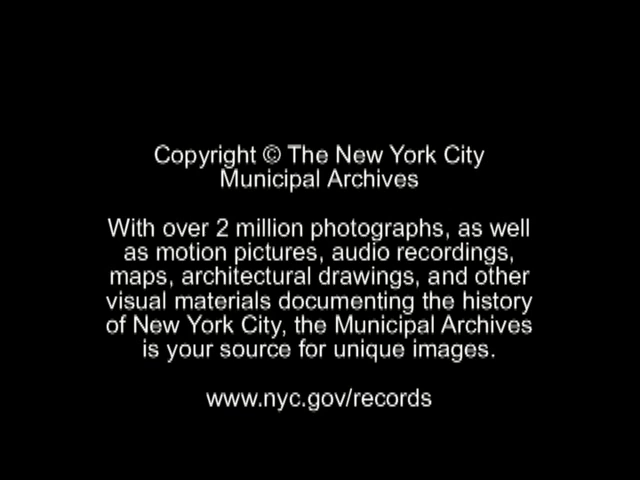 Copyright © The New York City
Municipal Archives
With over 2 million photographs, as well
as motion pictures, audio recordings,
maps, architectural drawings, and other
visual materials documenting the history
of New York City, the Municipal Archives
is your source for unique images.
www.nyc.gov/records